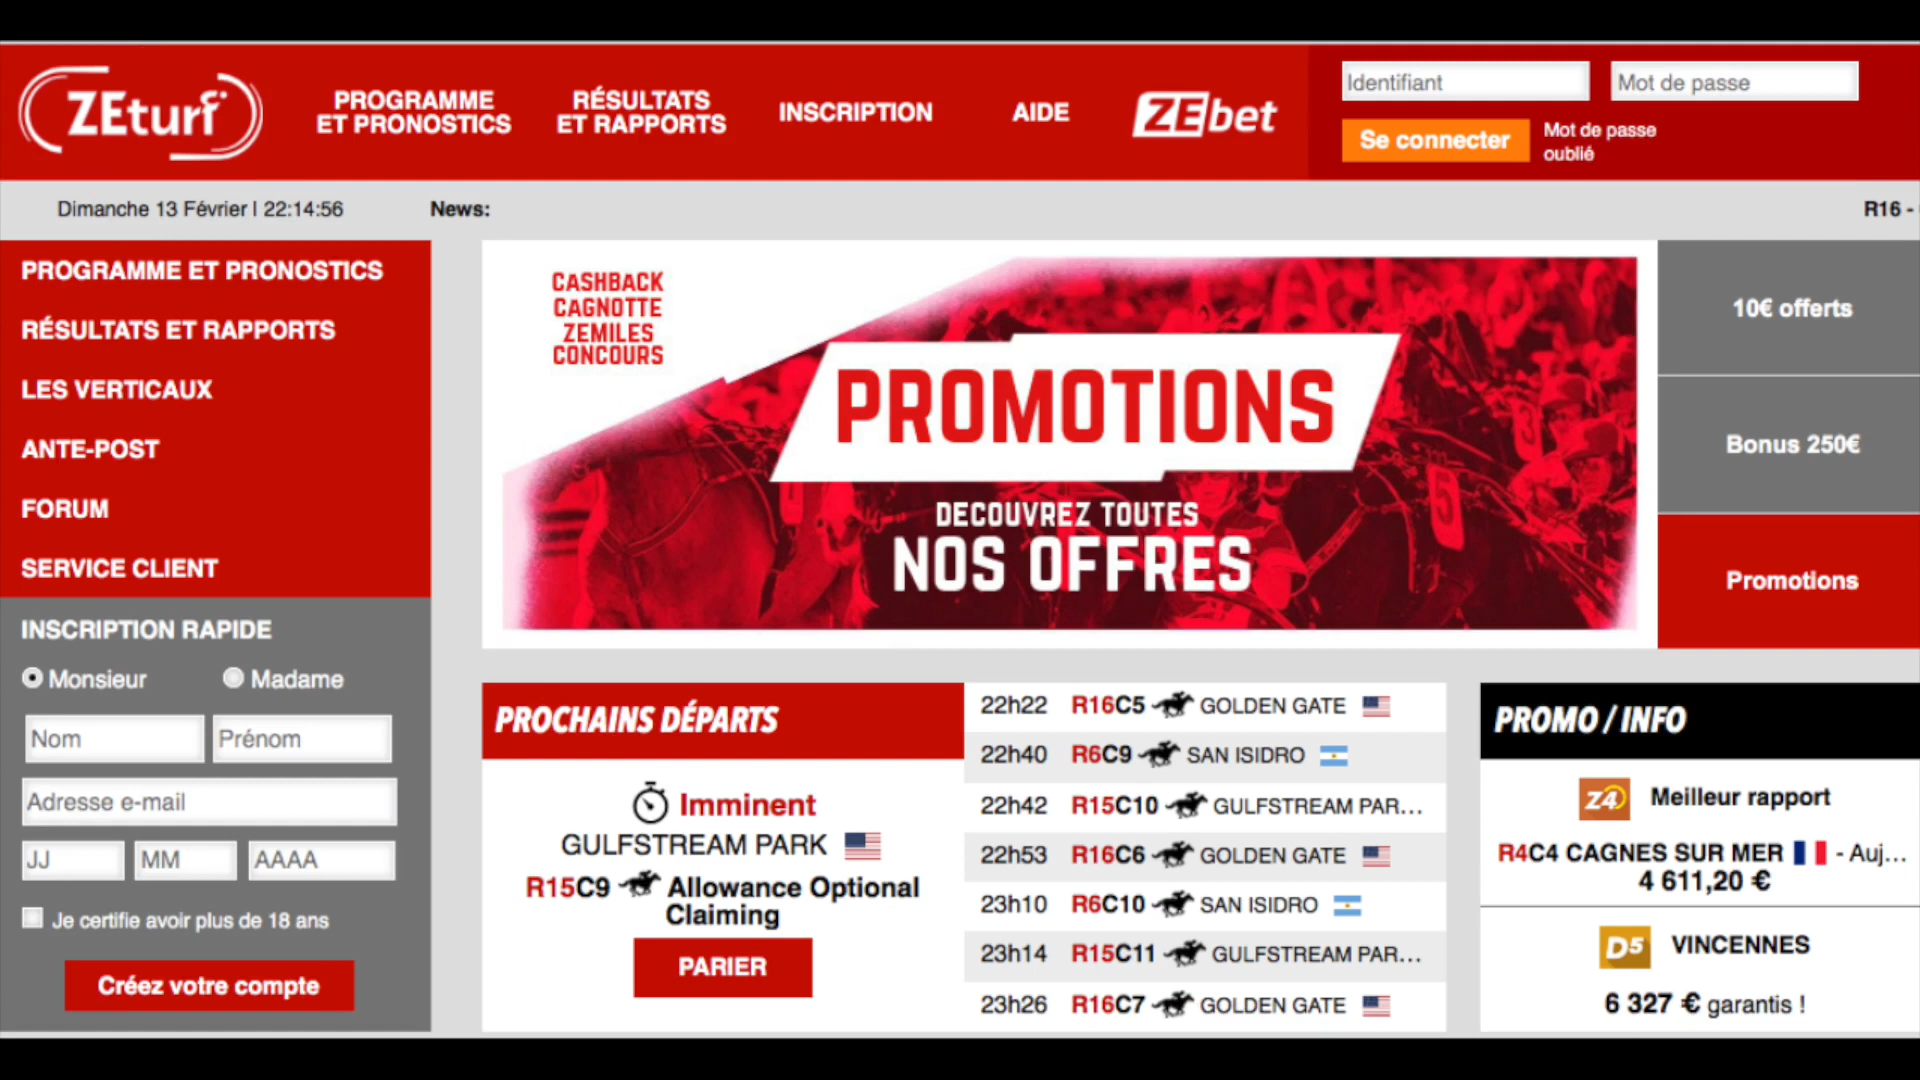 ZEturf
PROGRAMME
ET PRONOSTICS
RÉSULTATS
ET RAPPORTS
INSCRIPTION
AIDE
ZEbet
Identifiant
Mot de passe
Se connecter
Mot de passe
oublié
Dimanche 13 Février | 22:14:56
News:
R16 -
PROGRAMME ET PRONOSTICS
RÉSULTATS ET RAPPORTS
LES VERTICAUX
ANTE-POST
FORUM
SERVICE CLIENT
INSCRIPTION RAPIDE
Monsieur
Madame
Nom
Prénom
Adresse e-mail
JJ
MM
AAAA
Je certifie avoir plus de 18 ans
Créez votre compte
CASHBACK
CAGNOTTE
ZEMILES
CONCOURS
PROMOTIONS
DECOUVREZ TOUTES
NOS OFFRES
10€ offerts
Bonus 250€
Promotions
PROCHAINS DÉPARTS
Imminent
GULFSTREAM PARK
R15C9 Allowance Optional
Claiming
PARIER
22h22 R16C5 GOLDEN GATE
22h40 R6C9 SAN ISIDRO
22h42 R15C10 GULFSTREAM PAR...
22h53 R16C6 GOLDEN GATE
23h10 R6C10 SAN ISIDRO
23h14 R15C11 GULFSTREAM PAR...
23h26 R16C7 GOLDEN GATE
PROMO / INFO
Z4 Meilleur rapport
R4C4 CAGNES SUR MER - Auj...
4 611,20 €
D5 VINCENNES
6 327 € garantis !